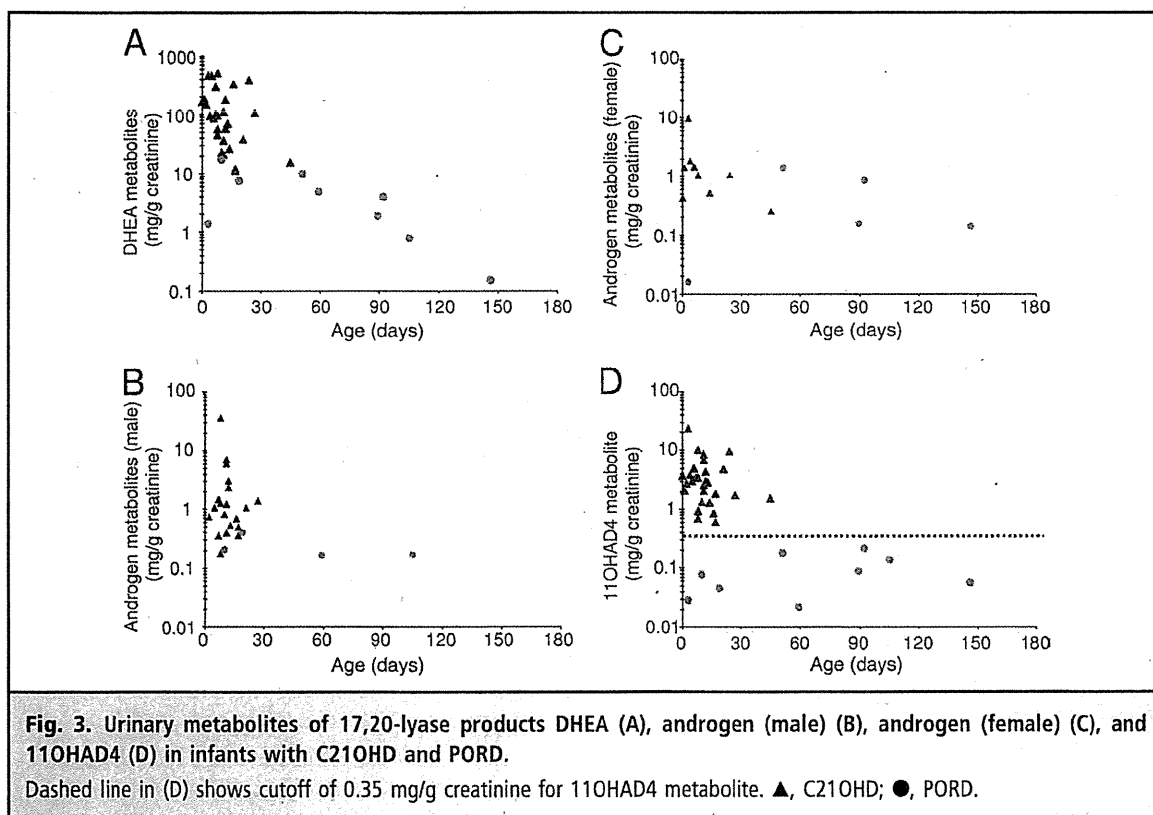 A
1000
100
10
1
0.1
DHEA metabolites
(mg/g creatinine)
0 30 60 90 120 150 180
Age (days)
C
100
10
1
0.1
0.01
Androgen metabolites (female)
(mg/g creatinine)
0 30 60 90 120 150 180
Age (days)
B
100
10
1
0.1
0.01
Androgen metabolites (male)
(mg/g creatinine)
0 30 60 90 120 150 180
Age (days)
D
100
10
1
0.1
0.01
11OHAD4 metabolite
(mg/g creatinine)
0 30 60 90 120 150 180
Age (days)
Fig. 3. Urinary metabolites of 17,20-lyase products DHEA (A), androgen (male) (B), androgen (female) (C), and
11OHAD4 (D) in infants with C21OHD and PORD.
Dashed line in (D) shows cutoff of 0.35 mg/g creatinine for 11OHAD4 metabolite. ▲, C21OHD; ●, PORD.